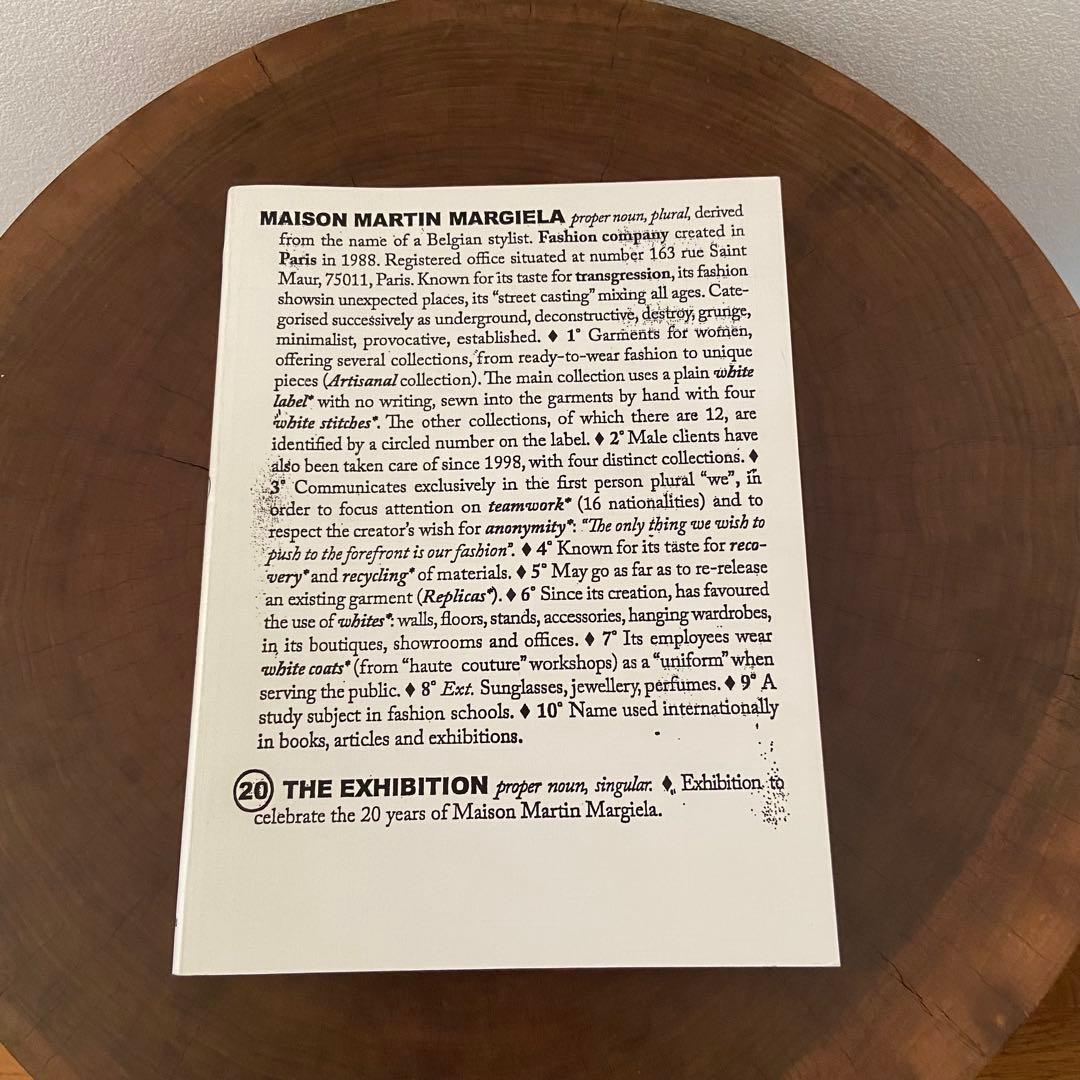 MAISON MARTIN MARGIELA proper noun, plural, derived
from the name of a Belgian stylist. Fashion company created in
Paris in 1988. Registered office situated at number 163 rue Saint
Maur, 75011, Paris. Known for its taste for transgression, its fashion
showsin unexpected places, its “street casting” mixing all ages. Cate-
gorised successively as underground, deconstructive, destroy, grunge,
minimalist, provocative, established. ♦ 1° Garments for women,
offering several collections, from ready-to-wear fashion to unique
pieces (Artisanal collection). The main collection uses a plain white
label* with no writing, sewn into the garments by hand with four
white stitches*. The other collections, of which there are 12, are
identified by a circled number on the label. ♦ 2° Male clients have
also been taken care of since 1998, with four distinct collections. ♦
3° Communicates exclusively in the first person plural “we”, in
order to focus attention on teamwork* (16 nationalities) and to
respect the creator’s wish for anonymity*: “The only thing we wish to
push to the forefront is our fashion”. ♦ 4° Known for its taste for reco-
very* and recycling* of materials. ♦ 5° May go as far as to re-release
an existing garment (Replicas*). ♦ 6° Since its creation, has favoured
the use of whites*: walls, floors, stands, accessories, hanging wardrobes,
in its boutiques, showrooms and offices. ♦ 7° Its employees wear
white coats* (from “haute couture” workshops) as a “uniform” when
serving the public. ♦ 8° Ext. Sunglasses, jewellery, perfumes. ♦ 9° A
study subject in fashion schools. ♦ 10° Name used internationally
in books, articles and exhibitions.
20 THE EXHIBITION proper noun, singular. ♦ Exhibition to
celebrate the 20 years of Maison Martin Margiela.